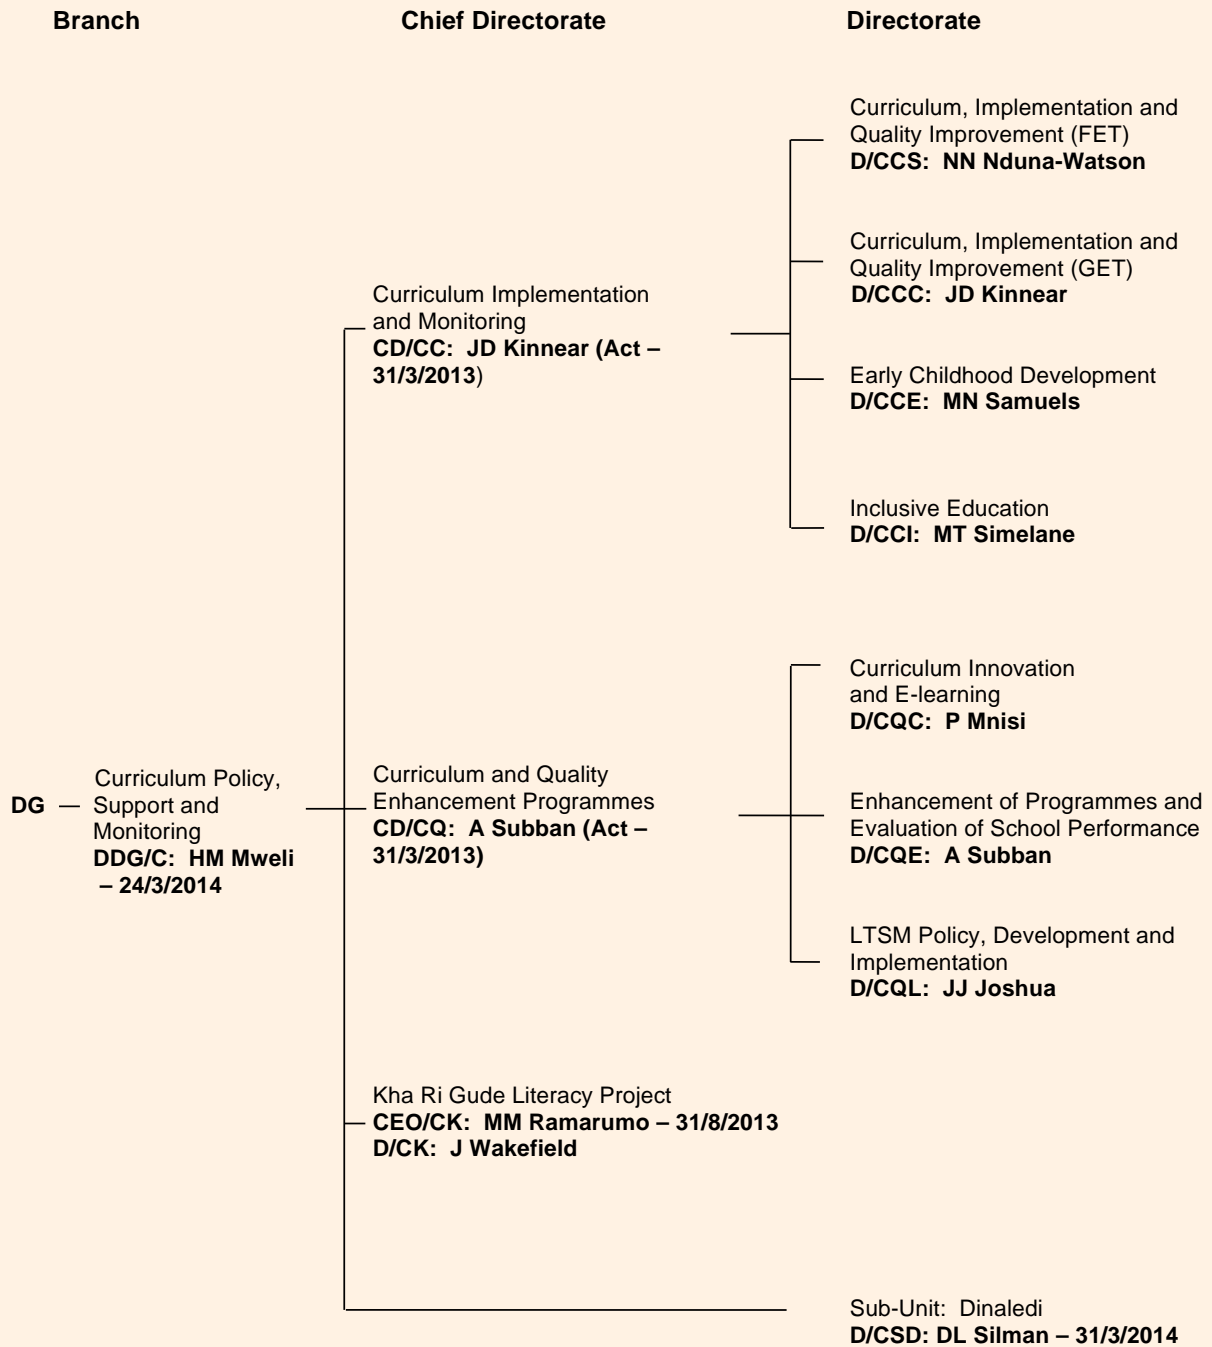 Branch
Chief Directorate
Directorate
Curriculum, Implementation and
Quality Improvement (FET)
D/CCS: NN Nduna-Watson
Curriculum, Implementation and
Quality Improvement (GET)
D/CCC: JD Kinnear
Curriculum Implementation
and Monitoring
CD/CC: JD Kinnear (Act –
31/3/2013)
Early Childhood Development
D/CCE: MN Samuels
Inclusive Education
D/CCI: MT Simelane
Curriculum Innovation
and E-learning
D/CQC: P Mnisi
DG
Curriculum Policy,
Support and
Monitoring
DDG/C: HM Mweli
– 24/3/2014
Curriculum and Quality
Enhancement Programmes
CD/CQ: A Subban (Act –
31/3/2013)
Enhancement of Programmes and
Evaluation of School Performance
D/CQE: A Subban
LTSM Policy, Development and
Implementation
D/CQL: JJ Joshua
Kha Ri Gude Literacy Project
CEO/CK: MM Ramarumo – 31/8/2013
D/CK: J Wakefield
Sub-Unit: Dinaledi
D/CSD: DL Silman – 31/3/2014